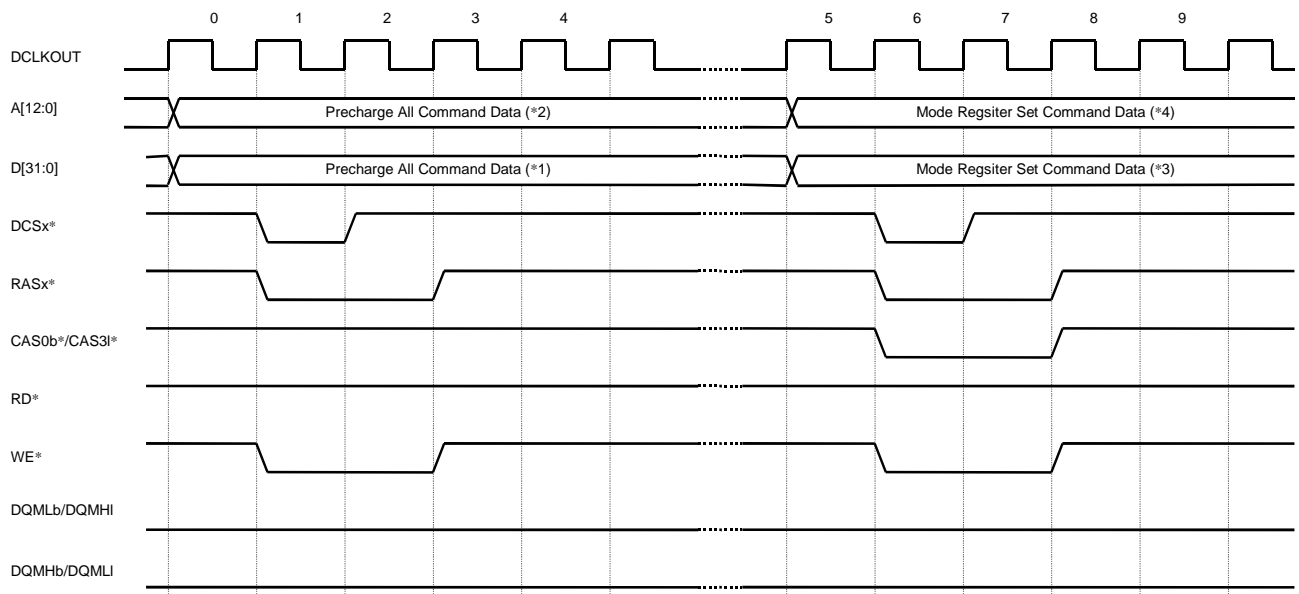 0 1 2 3 4 5 6 7 8 9
DCLKOUT
A[12:0] Precharge All Command Data (*2) Mode Regsiter Set Command Data (*4)
D[31:0] Precharge All Command Data (*1) Mode Regsiter Set Command Data (*3)
DCSx*
RASx*
CAS0b*/CAS3l*
RD*
WE*
DQMLb/DQMHl
DQMHb/DQMLl